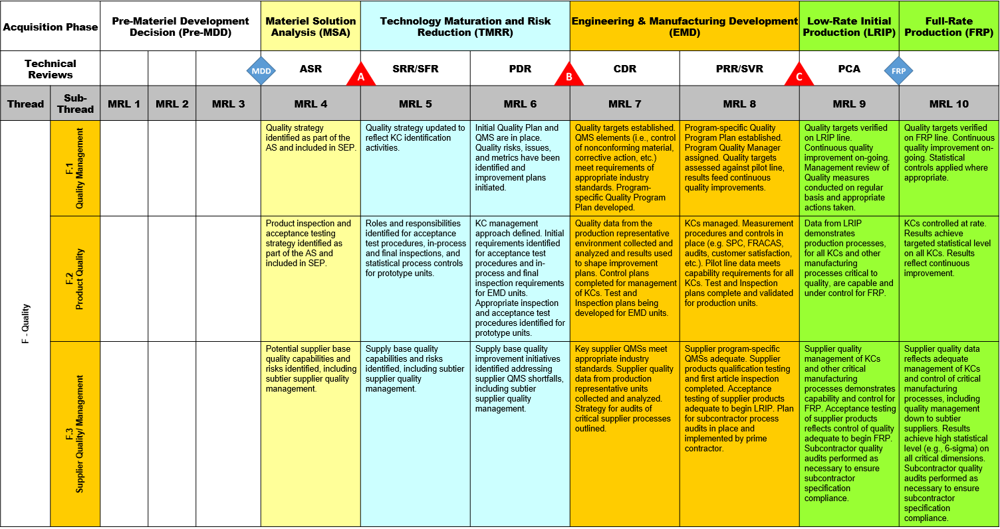 Acquisition Phase
Pre-Materiel Development
Decision (Pre-MDD)
Materiel Solution
Analysis (MSA)
Technology Maturation and Risk
Reduction (TMRR)
Engineering & Manufacturing Development
(EMD)
Low-Rate Initial
Production (LRIP)
Full-Rate
Production (FRP)
Technical
Reviews
MDD
ASR
A
SRR/SFR
PDR
B
CDR
PRR/SVR
C
PCA
FRP
Thread
Sub-
Thread
MRL 1
MRL 2
MRL 3
MRL 4
MRL 5
MRL 6
MRL 7
MRL 8
MRL 9
MRL 10
F - Quality
F.1
Quality Management
Quality strategy
identified as part of the
AS and included in SEP.
Quality strategy updated to
reflect KC identification
activities.
Initial Quality Plan and
QMS are in place.
Quality risks, issues,
and metrics have been
identified and
improvement plans
initiated.
Quality targets established.
QMS elements (i.e., control
of nonconforming material,
corrective action, etc.)
meet requirements of
appropriate industry
standards. Program-
specific Quality Program
Plan developed.
Program-specific Quality
Program Plan established.
Program Quality Manager
assigned. Quality targets
assessed against pilot line,
results feed continuous
quality improvements.
Quality targets verified
on LRIP line.
Continuous quality
improvement on-going.
Management review of
Quality measures
conducted on regular
basis and appropriate
actions taken.
Quality targets verified
on FRP line. Continuous
quality improvement on-
going. Statistical
controls applied where
appropriate.
F.2
Product Quality
Product inspection and
acceptance testing
strategy identified as
part of the AS and
included in SEP.
Roles and responsibilities
identified for acceptance
test procedures, in-process
and final inspections, and
statistical process controls
for prototype units.
KC management
approach defined. Initial
requirements identified
for acceptance test
procedures and in-
process and final
inspection requirements
for EMD units.
Appropriate inspection
and acceptance test
procedures identified for
prototype units.
Quality data from the
production representative
environment collected and
analyzed and results used
to shape improvement
plans. Control plans
completed for management
of KCs. Test and
Inspection plans being
developed for EMD units.
KCs managed. Measurement
procedures and controls in
place (e.g. SPC, FRACAS,
audits, customer satisfaction,
etc.). Pilot line data meets
capability requirements for all
KCs. Test and Inspection
plans complete and validated
for production units.
Data from LRIP
demonstrates
production processes,
for all KCs and other
manufacturing
processes critical to
quality, are capable and
under control for FRP.
KCs controlled at rate.
Results achieve
targeted statistical level
on all KCs. Results
reflect continuous
improvement.
F.3
Supplier Quality/ Management
Potential supplier base
quality capabilities and
risks identified, including
subtier supplier quality
management.
Supply base quality
capabilities and risks
identified, including subtier
supplier quality
management.
Supply base quality
improvement initiatives
identified addressing
supplier QMS shortfalls,
including subtier
supplier quality
management.
Key supplier QMSs meet
appropriate industry
standards. Supplier quality
data from production
representative units
collected and analyzed.
Strategy for audits of
critical supplier processes
outlined.
Supplier program-specific
QMSs adequate. Supplier
products qualification testing
and first article inspection
completed. Acceptance
testing of supplier products
adequate to begin LRIP. Plan
for subcontractor process
audits in place and
implemented by prime
contractor.
Supplier quality
management of KCs
and other critical
manufacturing
processes demonstrates
capability and control for
FRP. Acceptance testing
of supplier products
reflects control of quality
adequate to begin FRP.
Subcontractor quality
audits performed as
necessary to ensure
subcontractor
specification
compliance.
Supplier quality data
reflects adequate
management of KCs
and control of critical
manufacturing
processes, including
quality management
down to subtier
suppliers. Results
achieve high statistical
level (e.g., 6-sigma) on
all critical dimensions.
Subcontractor quality
audits performed as
necessary to ensure
subcontractor
specification
compliance.